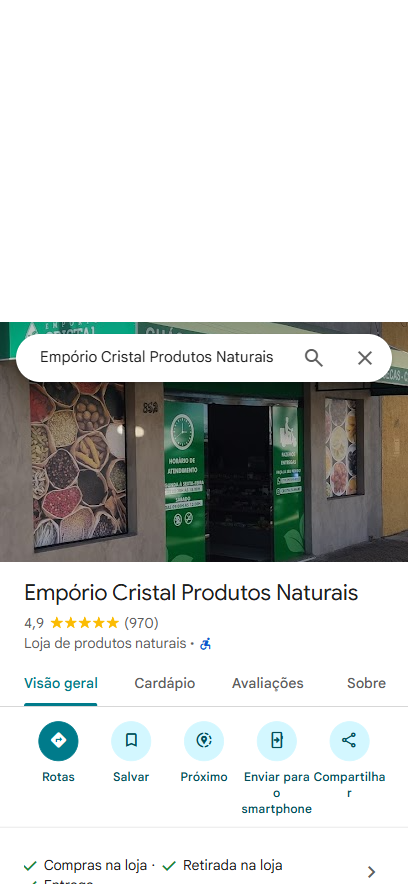 CRISTAL
Empório Cristal Produtos Naturais
852
HORÁRIO DE
ATENDIMENTO
SÁBADO
FAZEMOS
ENTREGAS
Empório Cristal Produtos Naturais
4,9 (970)
Loja de produtos naturais ·
Visão geral Cardápio Avaliações Sobre
Rotas Salvar Próximo Enviar para o smartphone Compartilhar
Compras na loja · Retirada na loja
Entrega